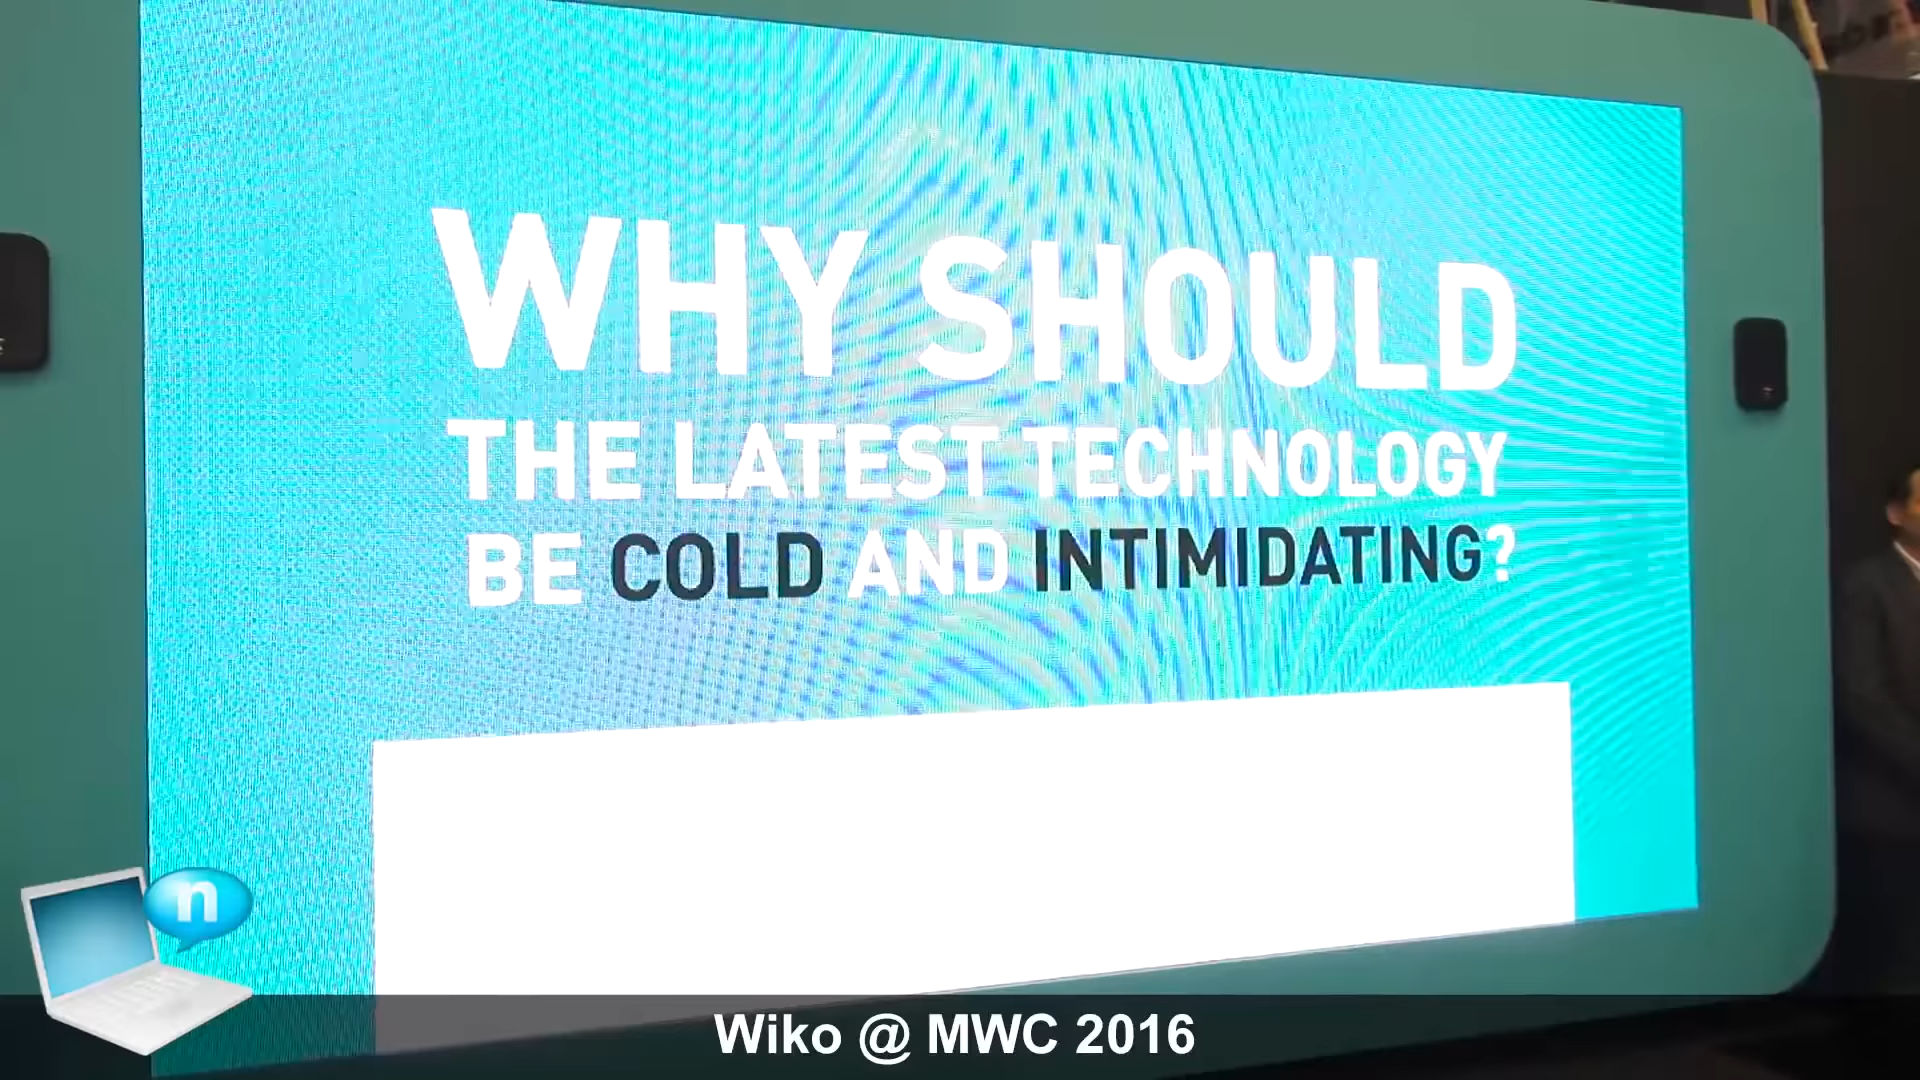 WHY SHOULD
THE LATEST TECHNOLOGY
BE COLD AND INTIMIDATING?
n
Wiko @ MWC 2016